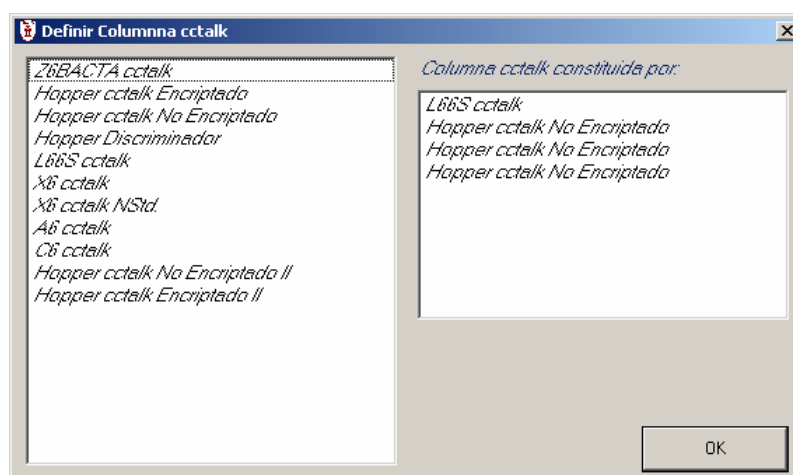 Definir Columnna cctalk
Z6BACTA cctalk
Hopper cctalk Encriptado
Hopper cctalk No Encriptado
Hopper Discriminador
L66S cctalk
X6 cctalk
X6 cctalk NStd.
A6 cctalk
C6 cctalk
Hopper cctalk No Encriptado II
Hopper cctalk Encriptado II
Columna cctalk constituida por:
L66S cctalk
Hopper cctalk No Encriptado
Hopper cctalk No Encriptado
Hopper cctalk No Encriptado
OK